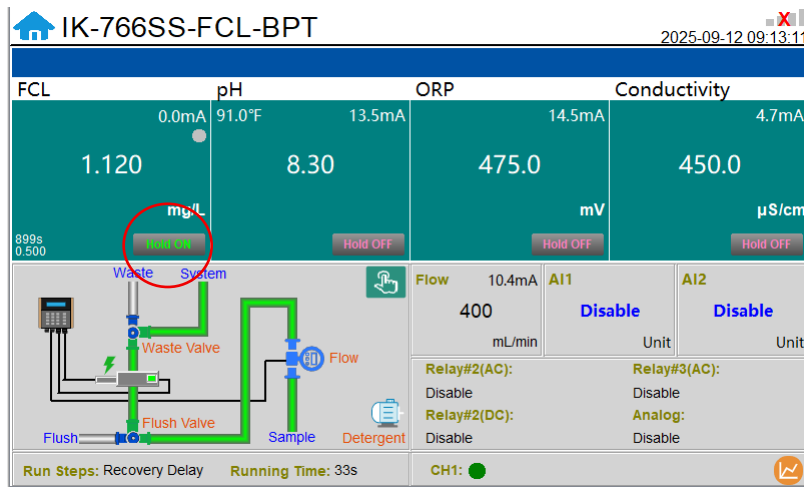 IK-766SS-FCL-BPT
X
2025-09-12 09:13:11
FCL pH ORP Conductivity
0.0mA 91.0°F 13.5mA 14.5mA 4.7mA
1.120 8.30 475.0 450.0
mg/L mV µS/cm
899s
0.500
Hold ON Hold OFF Hold OFF Hold OFF
Waste System
Waste Valve
Flow
Flush Valve
Flush Sample Detergent
Flow 10.4mA AI1 AI2
400 Disable Disable
mL/min Unit Unit
Relay#2(AC): Relay#3(AC):
Disable Disable
Relay#2(DC): Analog:
Disable Disable
Run Steps: Recovery Delay Running Time: 33s CH1: